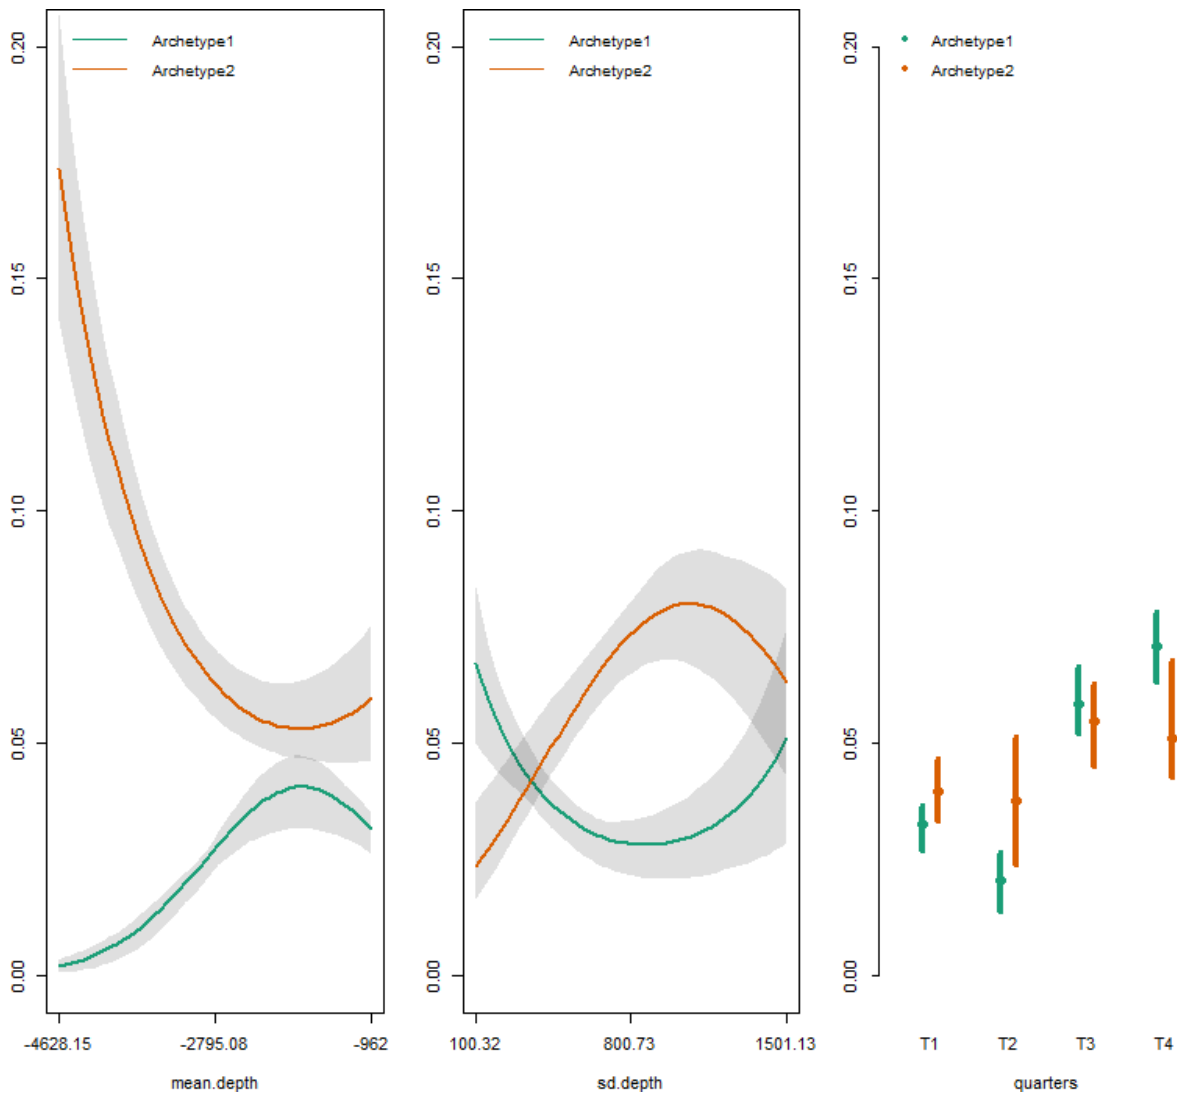 Archetype1
Archetype2
0.20
0.15
0.10
0.05
0.00
-4628.15 -2795.08 -962
mean.depth
Archetype1
Archetype2
0.20
0.15
0.10
0.05
0.00
100.32 800.73 1501.13
sd.depth
Archetype1
Archetype2
0.20
0.15
0.10
0.05
0.00
T1 T2 T3 T4
quarters